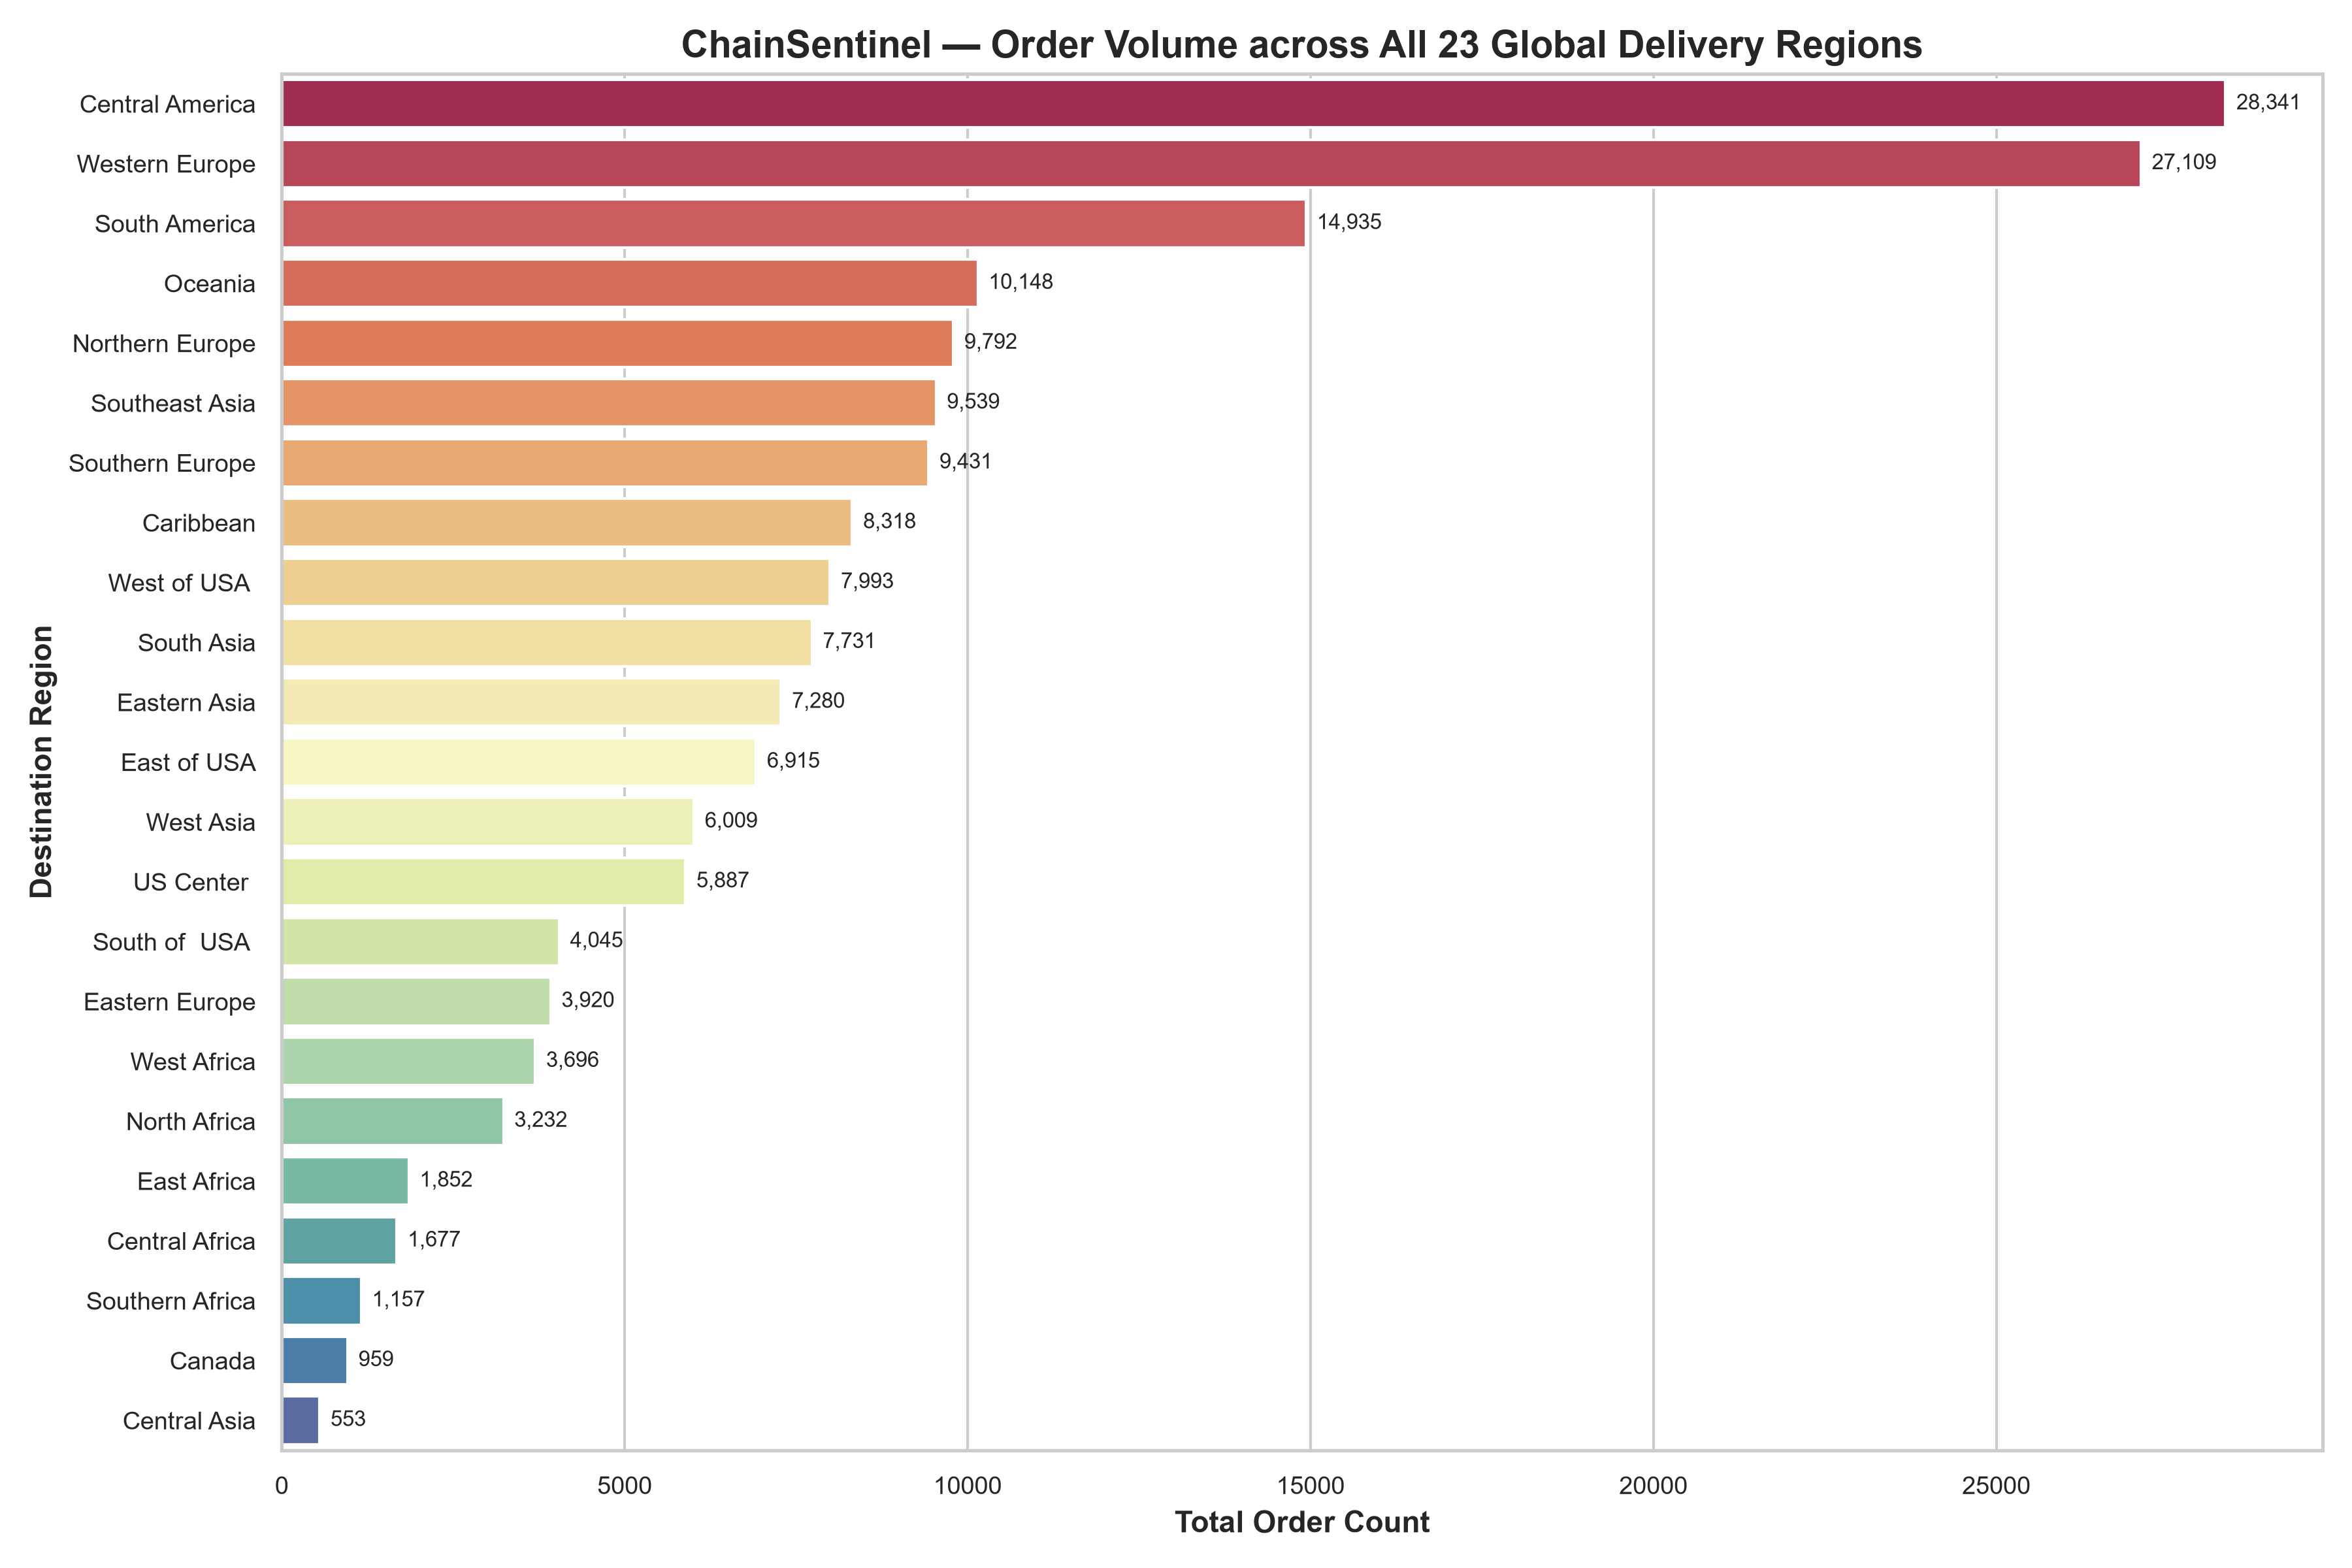 ChainSentinel — Order Volume across All 23 Global Delivery Regions
Central America 28,341
Western Europe 27,109
South America 14,935
Oceania 10,148
Northern Europe 9,792
Southeast Asia 9,539
Southern Europe 9,431
Caribbean 8,318
West of USA 7,993
South Asia 7,731
Eastern Asia 7,280
East of USA 6,915
West Asia 6,009
US Center 5,887
South of  USA 4,045
Eastern Europe 3,920
West Africa 3,696
North Africa 3,232
East Africa 1,852
Central Africa 1,677
Southern Africa 1,157
Canada 959
Central Asia 553
Destination Region
0 5000 10000 15000 20000 25000
Total Order Count